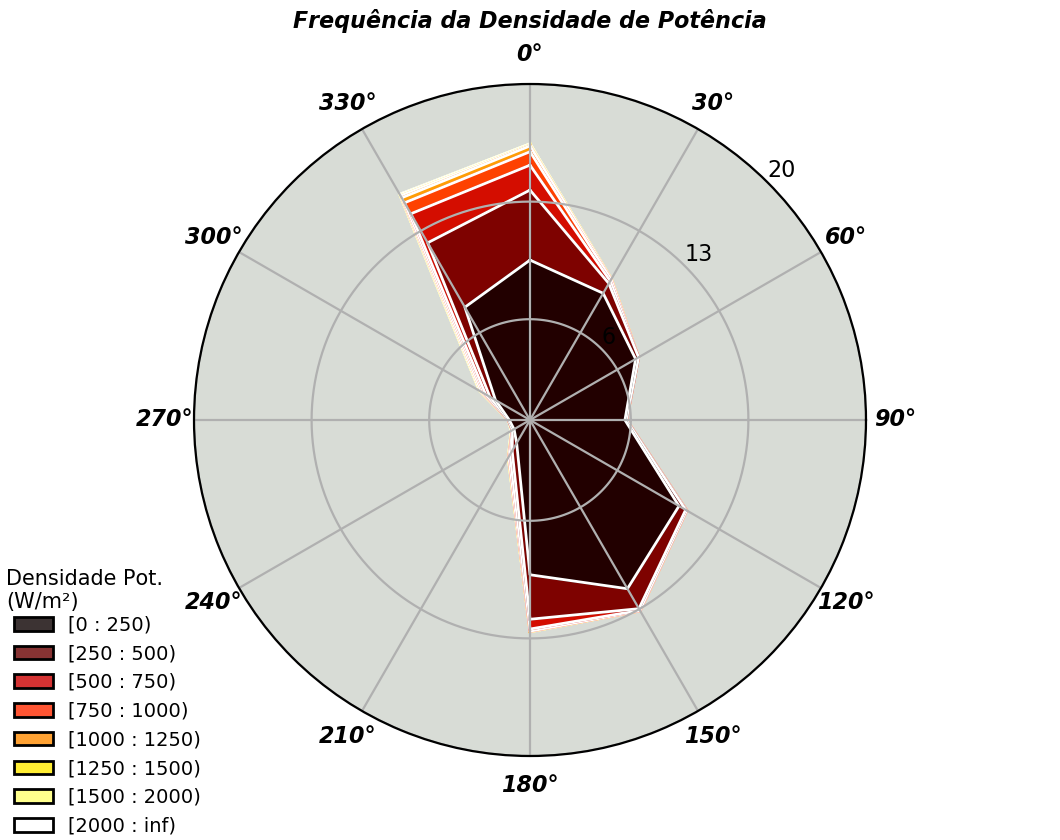 Frequência da Densidade de Potência
0°
330°
30°
20
300°
60°
13
6
270°
90°
240°
120°
210°
150°
180°
Densidade Pot.
(W/m²)
[0 : 250)
[250 : 500)
[500 : 750)
[750 : 1000)
[1000 : 1250)
[1250 : 1500)
[1500 : 2000)
[2000 : inf)